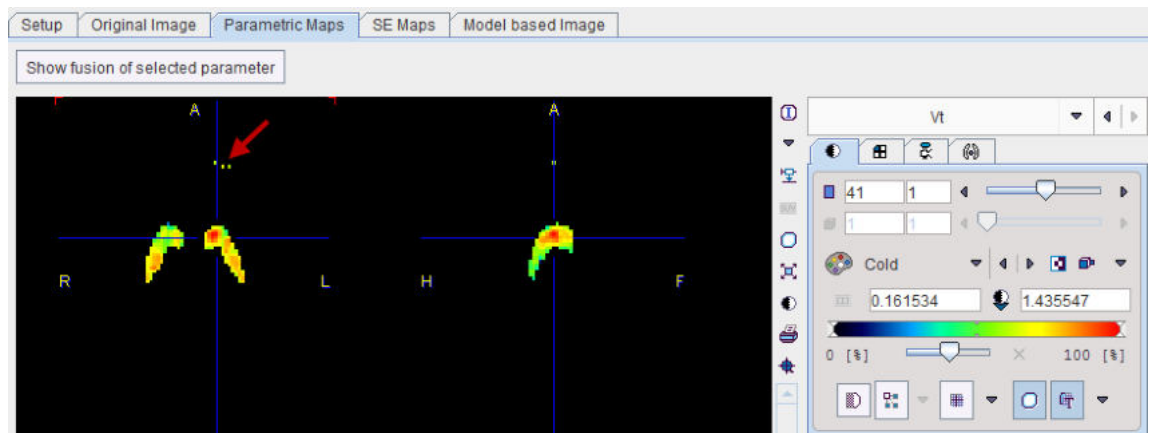 Setup Original Image Parametric Maps SE Maps Model based Image
Show fusion of selected parameter
A A
Vt
41 1
1 1
R L H F
Cold
0.161534 1.435547
0 [%] 100 [%]